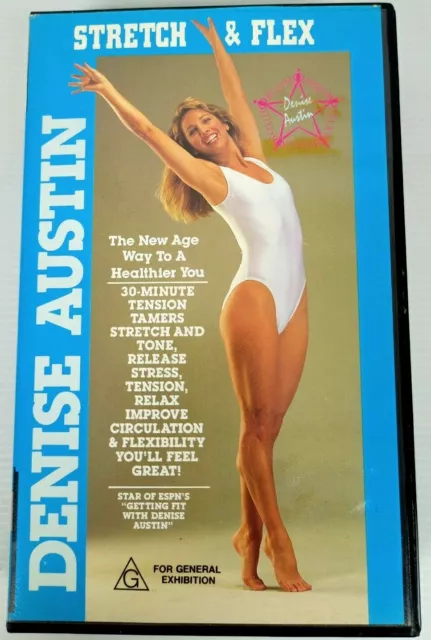 STRETCH & FLEX
DENISE AUSTIN
Denise
Austin
The New Age
Way To A
Healthier You
30-MINUTE
TENSION
TAMERS
STRETCH AND
TONE,
RELEASE
STRESS,
TENSION,
RELAX
IMPROVE
CIRCULATION
& FLEXIBILITY
YOU'LL FEEL
GREAT!
STAR OF ESPN'S
"GETTING FIT
WITH DENISE
AUSTIN"
G
FOR GENERAL
EXHIBITION